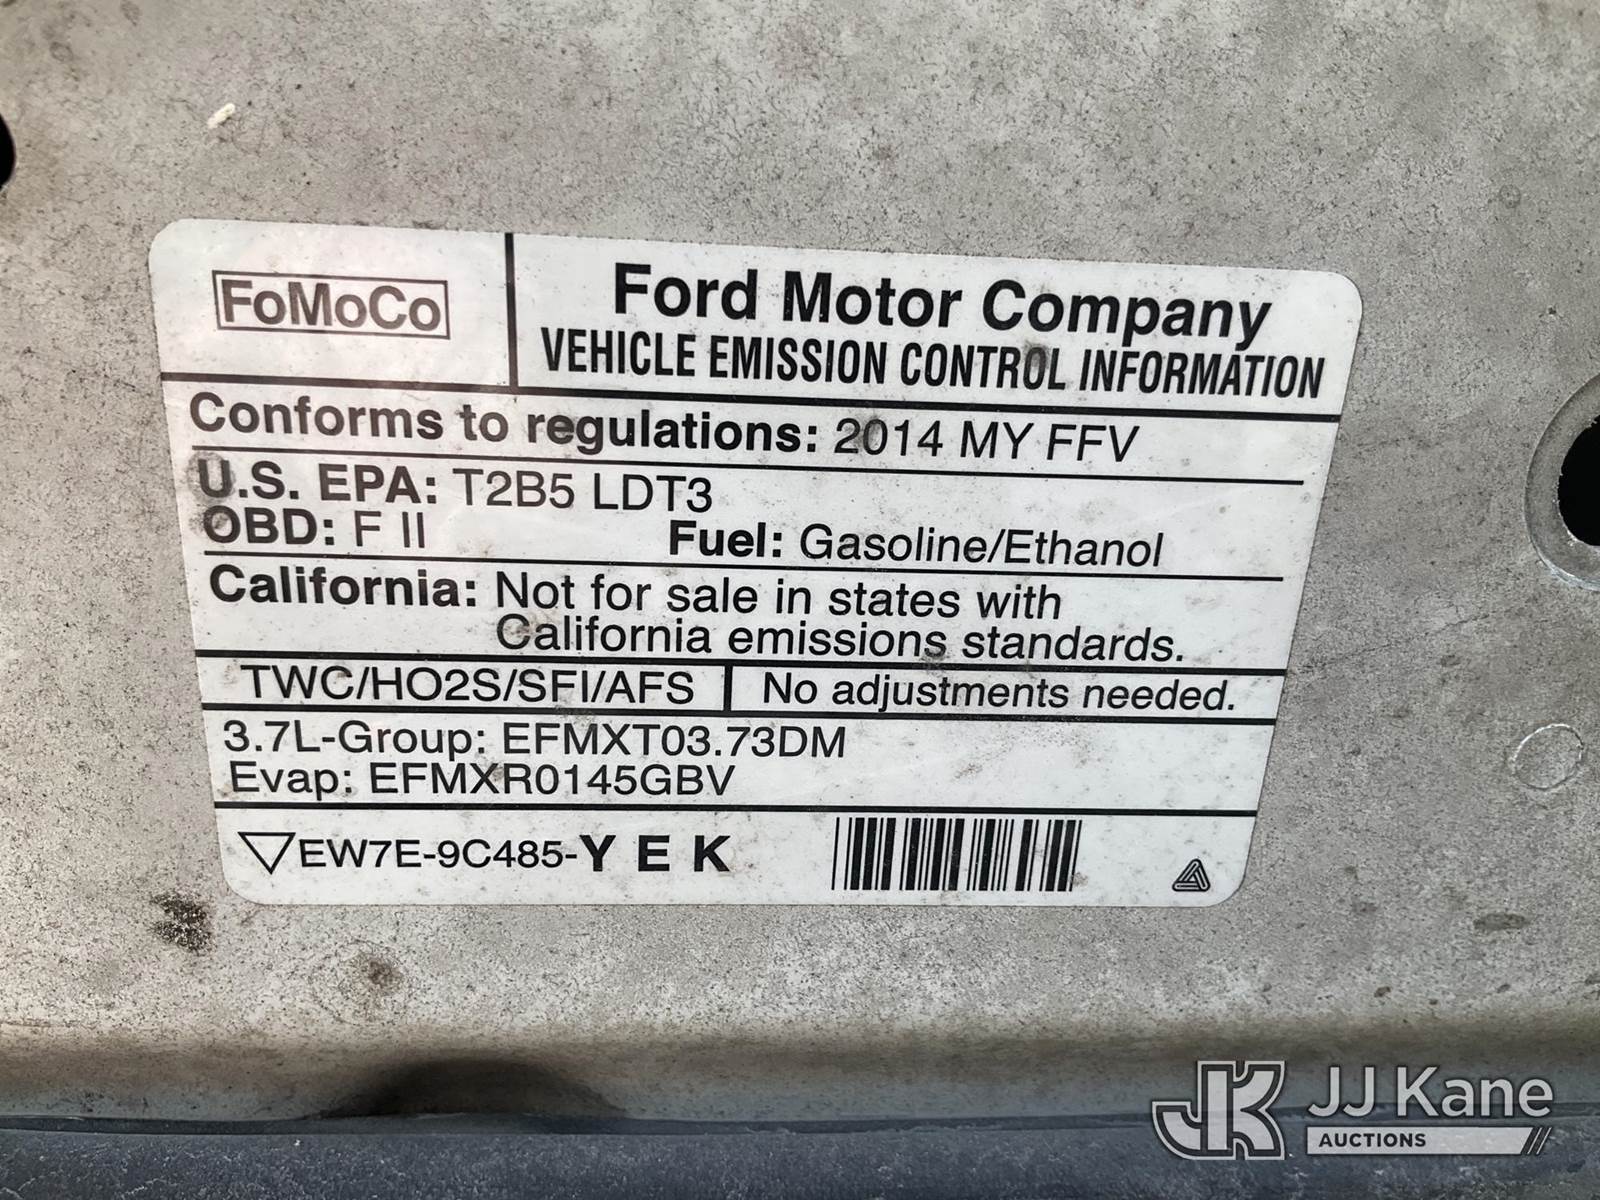 FoMoCo
Ford Motor Company
VEHICLE EMISSION CONTROL INFORMATION
Conforms to regulations: 2014 MY FFV
U.S. EPA: T2B5 LDT3
OBD: F II Fuel: Gasoline/Ethanol
California: Not for sale in states with
California emissions standards.
TWC/HO2S/SFI/AFS No adjustments needed.
3.7L-Group: EFMXT03.73DM
Evap: EFMXR0145GBV
EW7E-9C485-YEK
JK JJ Kane
AUCTIONS